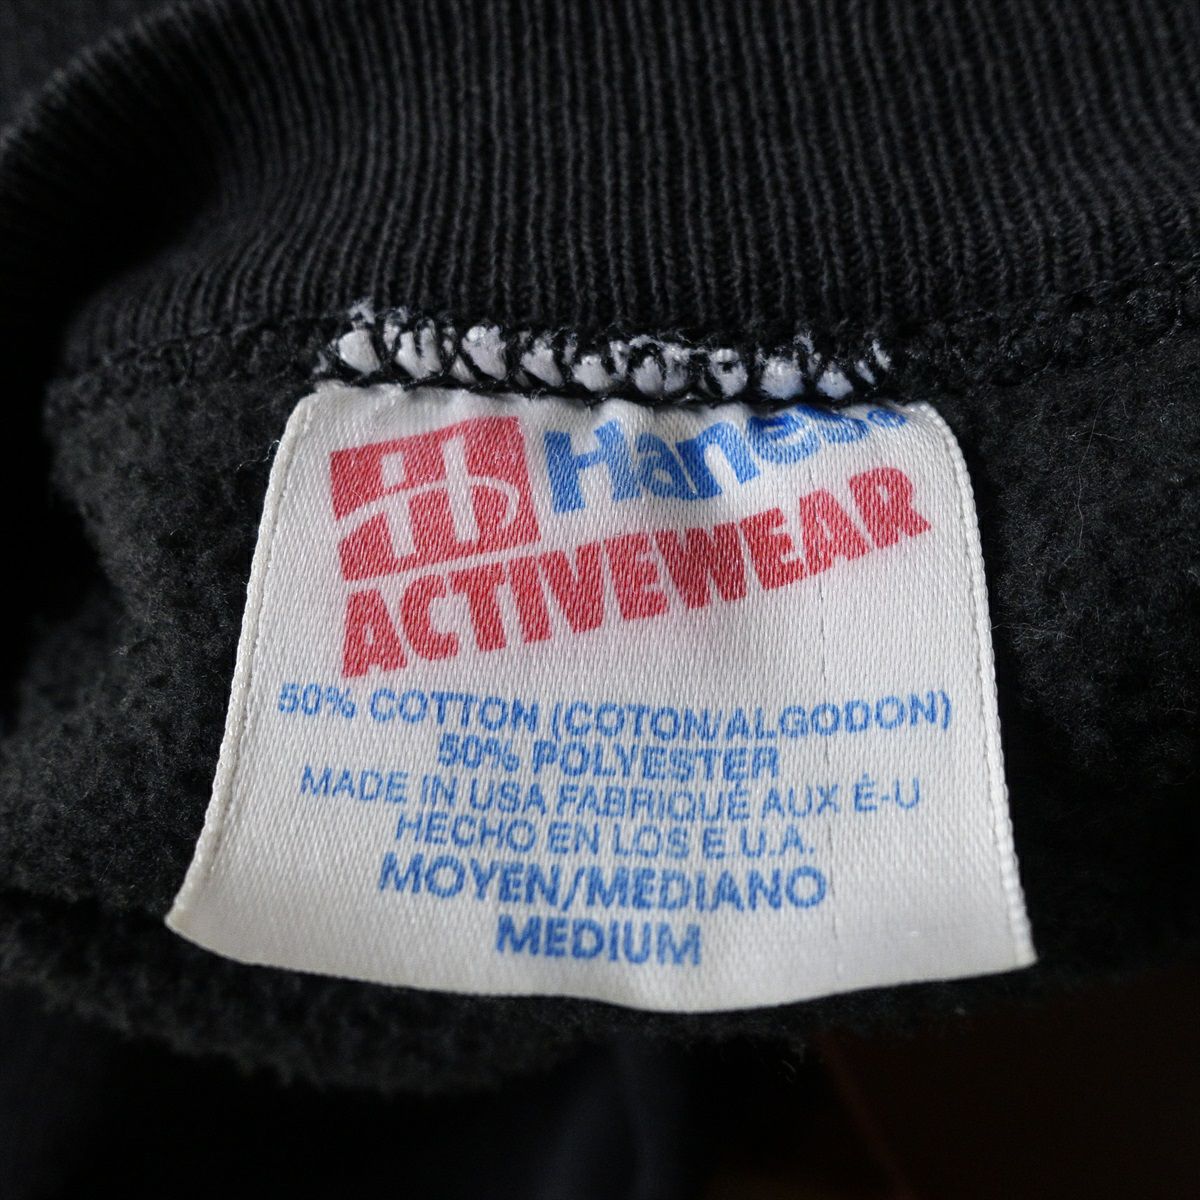 Hanes®
ACTIVEWEAR
50% COTTON (COTON/ALGODON)
50% POLYESTER
MADE IN USA FABRIQUÉ AUX É-U
HECHO EN LOS E.U.A.
MOYEN/MEDIANO
MEDIUM